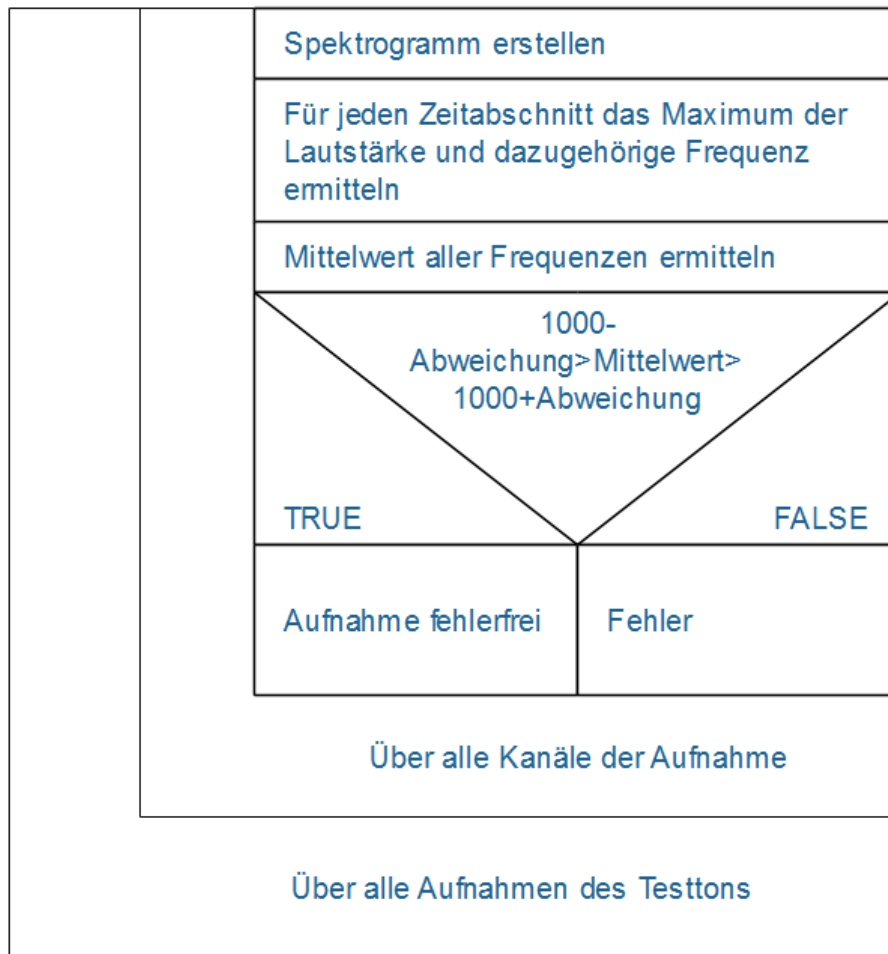 Spektrogramm erstellen
Für jeden Zeitabschnitt das Maximum der
Lautstärke und dazugehörige Frequenz
ermitteln
Mittelwert aller Frequenzen ermitteln
1000-
Abweichung>Mittelwert>
1000+Abweichung
TRUE
FALSE
Aufnahme fehlerfrei
Fehler
Über alle Kanäle der Aufnahme
Über alle Aufnahmen des Testtons